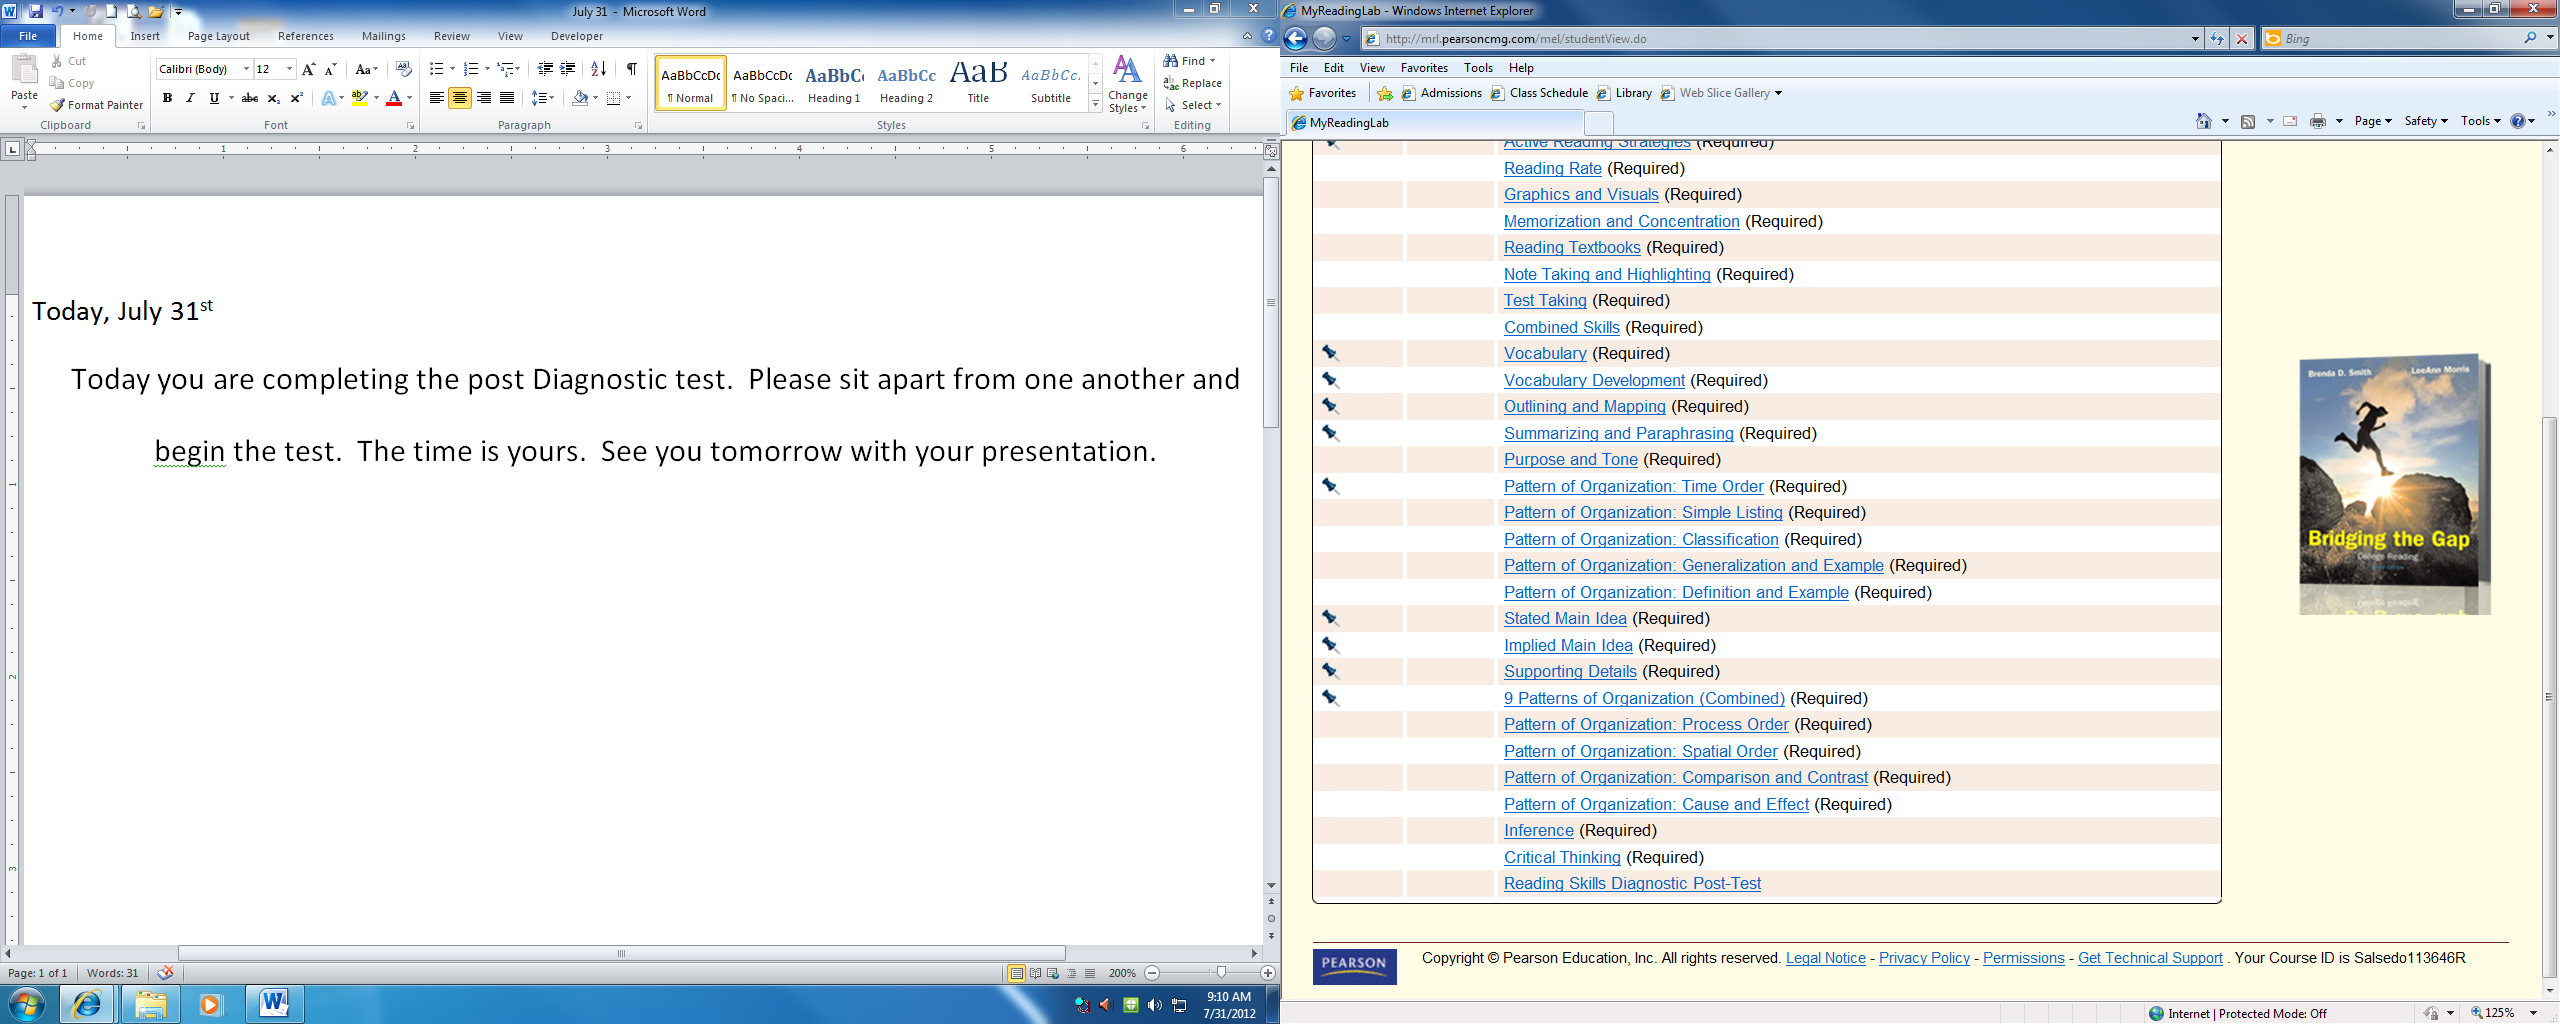 July 31 - Microsoft Word
File Home Insert Page Layout References Mailings Review View Developer
Paste
Cut
Copy
Format Painter
Clipboard
Calibri (Body) 12
Font
Paragraph
AaBbCcDc AaBbCcDc AaBbCc AaBbCc AaB AaBbCc.
¶ Normal ¶ No Spaci... Heading 1 Heading 2 Title Subtitle
Change Styles
Styles
Find
Replace
Select
Editing
1 2 3 4 5 6
Today, July 31st
Today you are completing the post Diagnostic test. Please sit apart from one another and
begin the test. The time is yours. See you tomorrow with your presentation.
Page: 1 of 1 Words: 31 200%
9:10 AM
7/31/2012
MyReadingLab - Windows Internet Explorer
http://mrl.pearsoncmg.com/mel/studentView.do Bing
File Edit View Favorites Tools Help
Favorites Admissions Class Schedule Library Web Slice Gallery
MyReadingLab Page Safety Tools
Active Reading Strategies (Required)
Reading Rate (Required)
Graphics and Visuals (Required)
Memorization and Concentration (Required)
Reading Textbooks (Required)
Note Taking and Highlighting (Required)
Test Taking (Required)
Combined Skills (Required)
Vocabulary (Required)
Vocabulary Development (Required)
Outlining and Mapping (Required)
Summarizing and Paraphrasing (Required)
Purpose and Tone (Required)
Pattern of Organization: Time Order (Required)
Pattern of Organization: Simple Listing (Required)
Pattern of Organization: Classification (Required)
Pattern of Organization: Generalization and Example (Required)
Pattern of Organization: Definition and Example (Required)
Stated Main Idea (Required)
Implied Main Idea (Required)
Supporting Details (Required)
9 Patterns of Organization (Combined) (Required)
Pattern of Organization: Process Order (Required)
Pattern of Organization: Spatial Order (Required)
Pattern of Organization: Comparison and Contrast (Required)
Pattern of Organization: Cause and Effect (Required)
Inference (Required)
Critical Thinking (Required)
Reading Skills Diagnostic Post-Test
Brenda D. Smith LeeAnn Morris
Bridging the Gap
College Reading
PEARSON
Copyright © Pearson Education, Inc. All rights reserved. Legal Notice - Privacy Policy - Permissions - Get Technical Support . Your Course ID is Salsedo113646R
Internet | Protected Mode: Off 125%